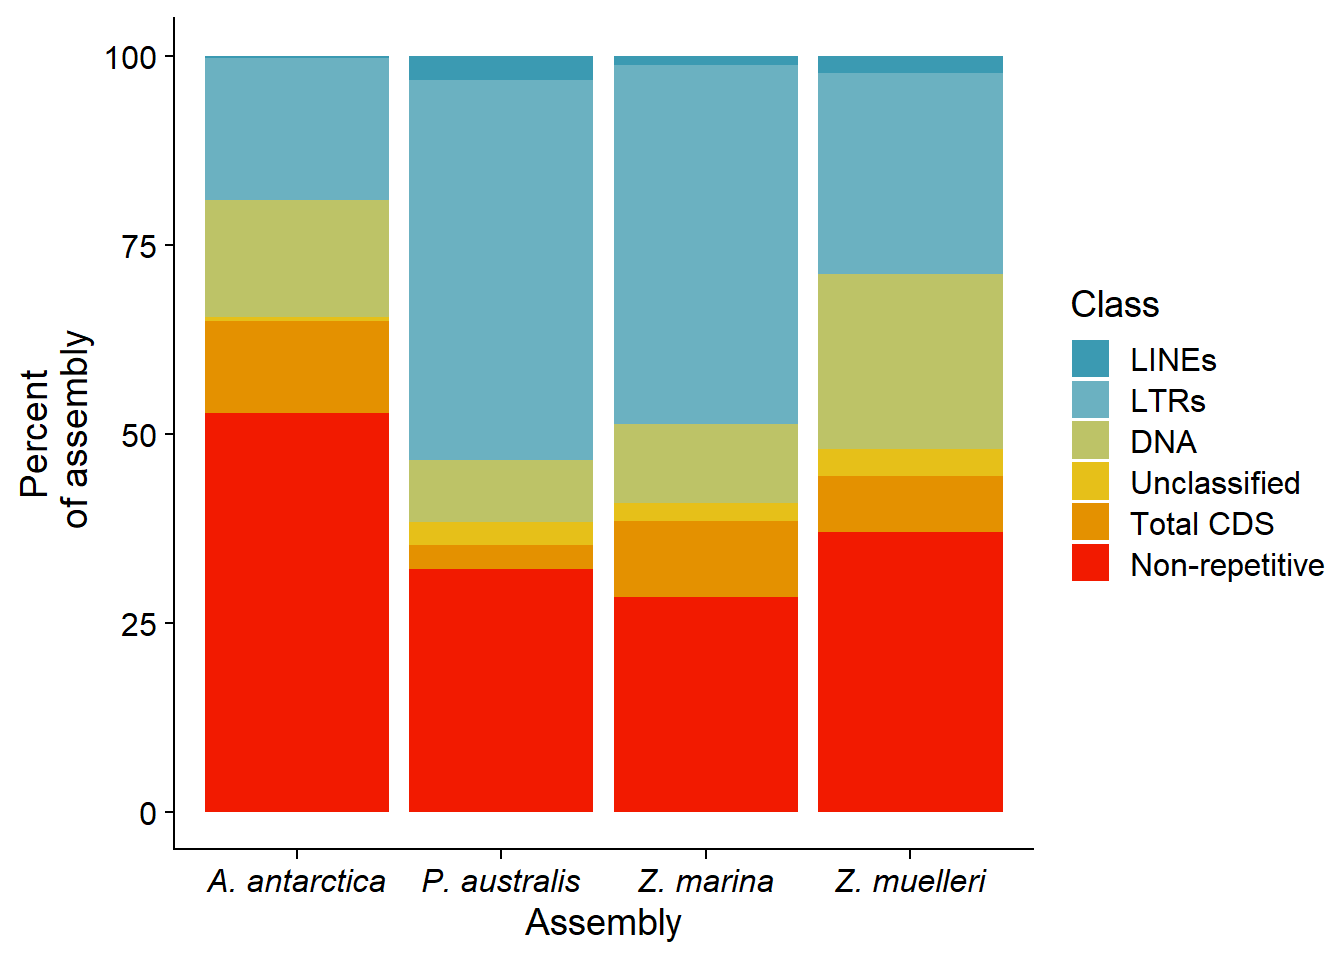 Percent
of assembly
100
75
50
25
0
A. antarctica
P. australis
Z. marina
Z. muelleri
Assembly
Class
LINEs
LTRs
DNA
Unclassified
Total CDS
Non-repetitive